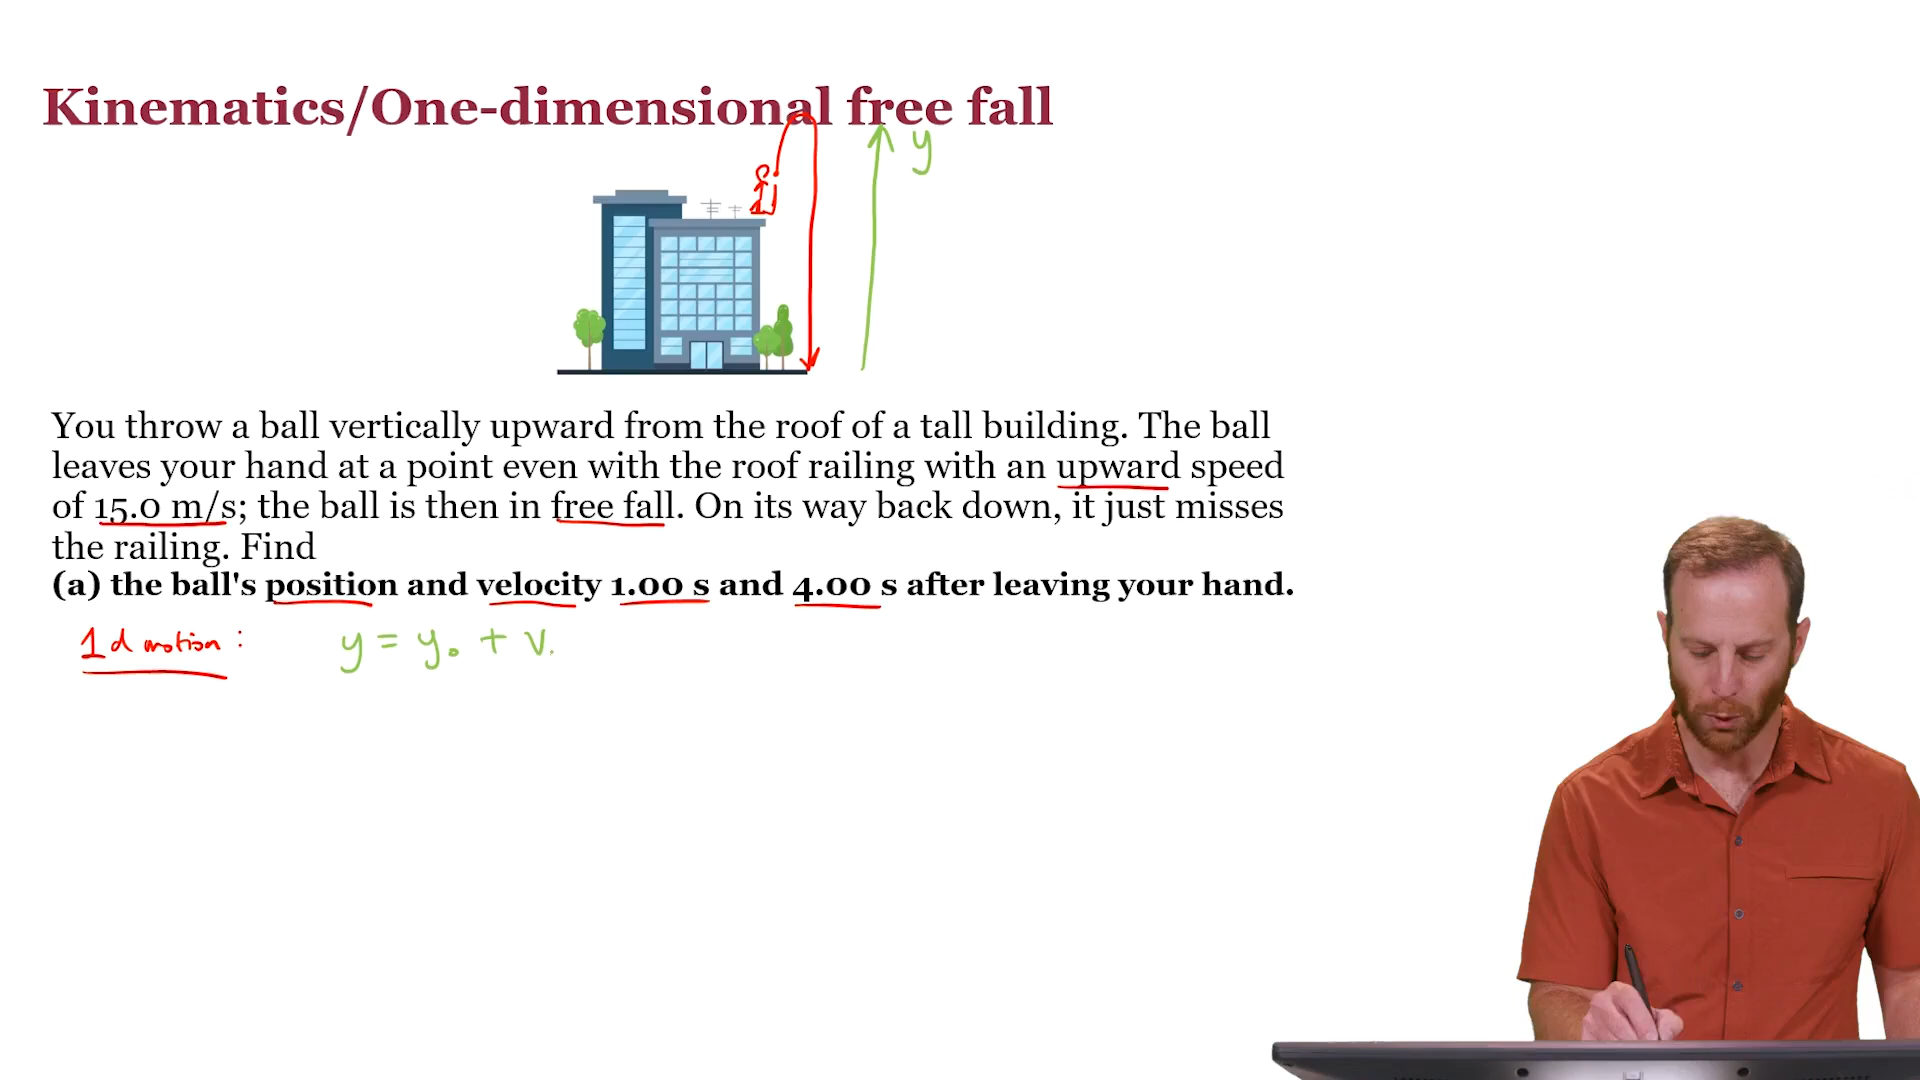 Kinematics/One-dimensional free fall
y
You throw a ball vertically upward from the roof of a tall building. The ball
leaves your hand at a point even with the roof railing with an upward speed
of 15.0 m/s; the ball is then in free fall. On its way back down, it just misses
the railing. Find
(a) the ball's position and velocity 1.00 s and 4.00 s after leaving your hand.
1d motion: y = y₀ + v.